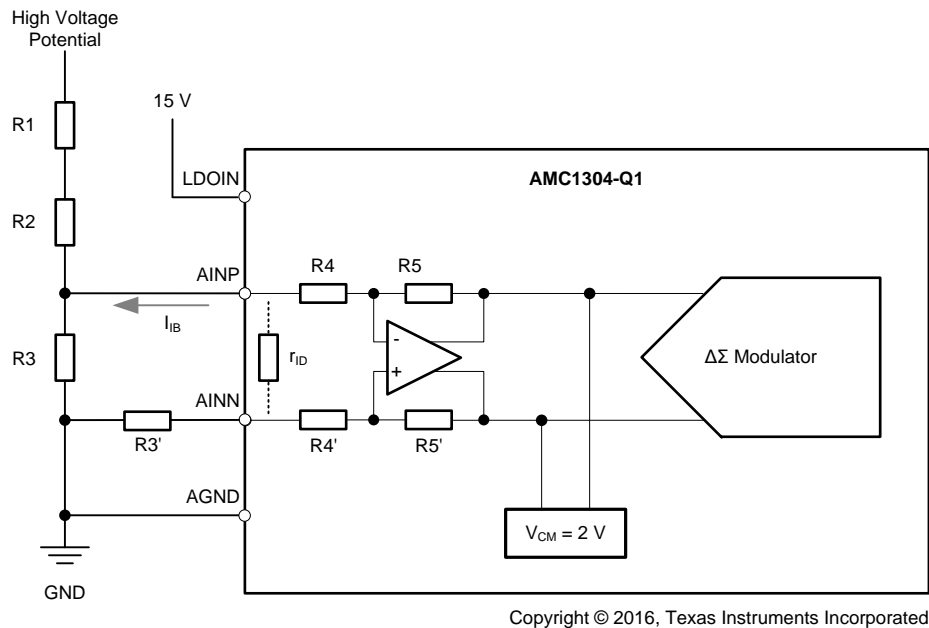 High Voltage
Potential
R1
15 V
LDOIN
AMC1304-Q1
R2
AINP
R4
R5
IIB
R3
rID
-
+
ΔΣ Modulator
AINN
R3'
R4'
R5'
AGND
VCM = 2 V
GND
Copyright © 2016, Texas Instruments Incorporated